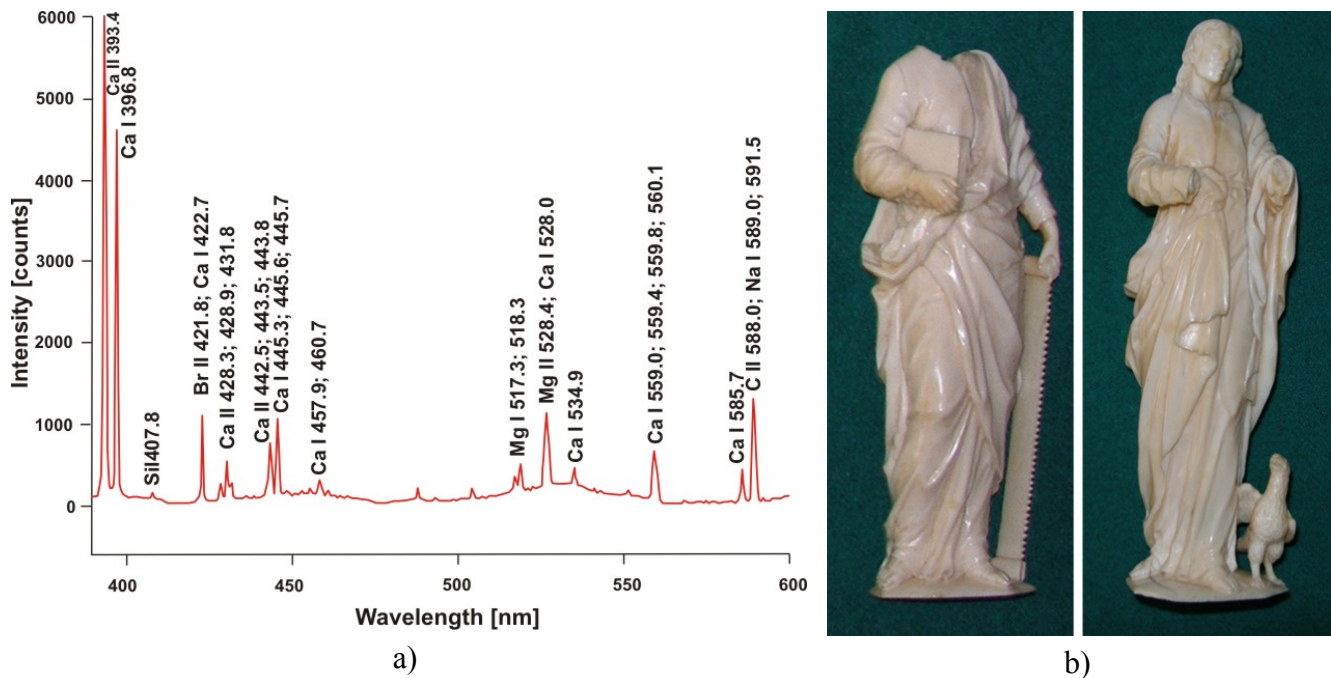 6000
5000
4000
3000
2000
1000
0
Intensity [counts]
Ca II 393.4
Ca I 396.8
SiI407.8
Br II 421.8; Ca I 422.7
Ca II 428.3; 428.9; 431.8
Ca II 442.5; 443.5; 443.8
Ca I 445.3; 445.6; 445.7
Ca I 457.9; 460.7
Mg I 517.3; 518.3
Mg II 528.4; Ca I 528.0
Ca I 534.9
Ca I 559.0; 559.4; 559.8; 560.1
Ca I 585.7
C II 588.0; Na I 589.0; 591.5
400 450 500 550 600
Wavelength [nm]
a)
b)